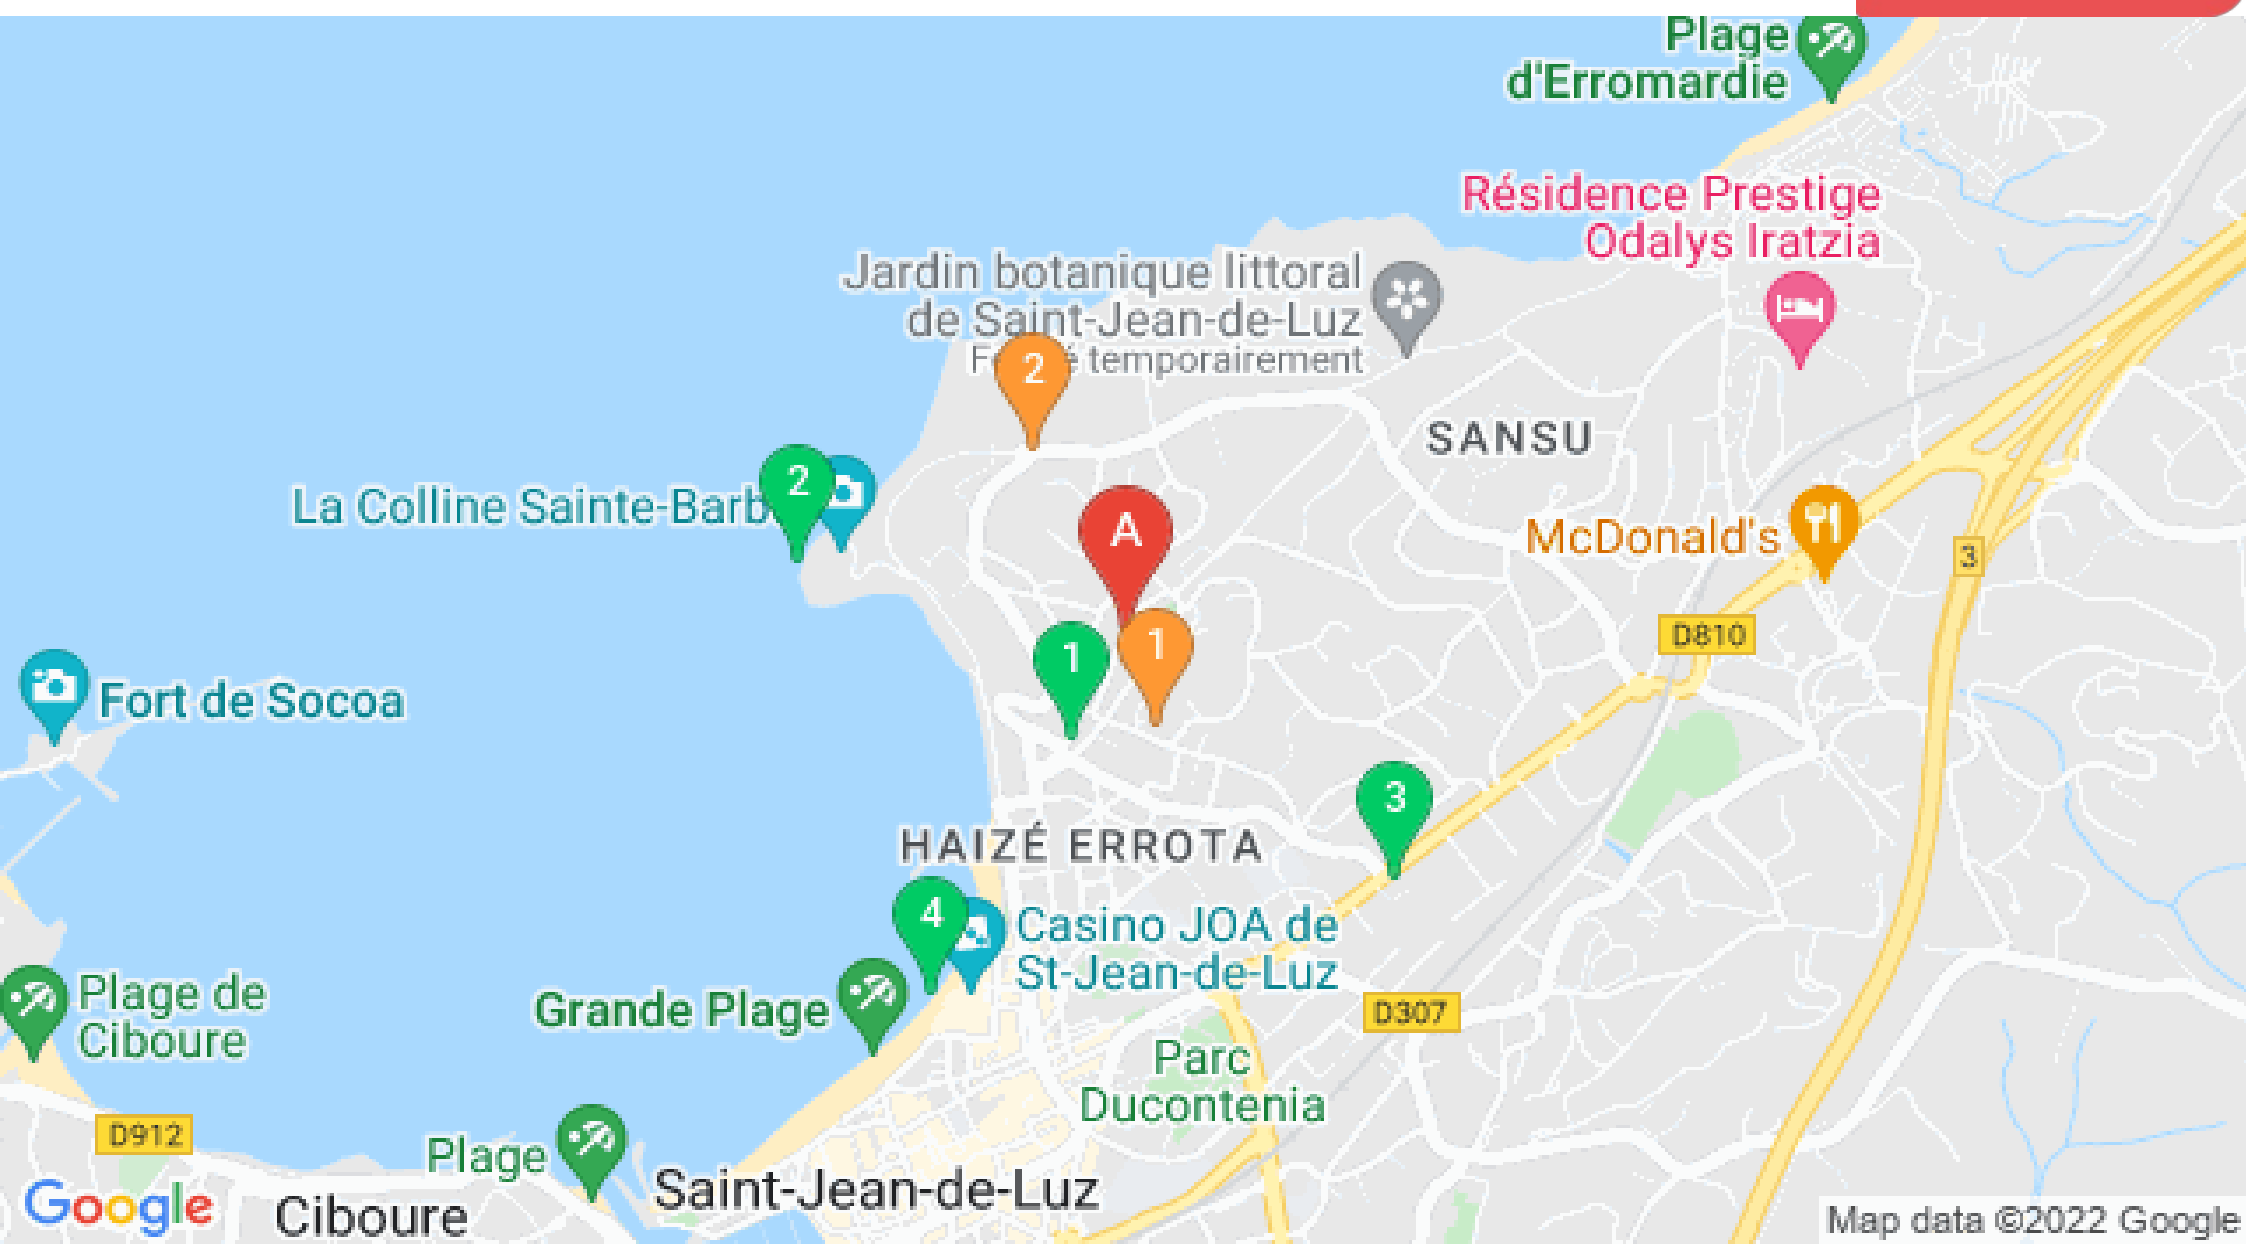 Plage
d'Erromardie
Résidence Prestige
Odalys Iratzia
Jardin botanique littoral
de Saint-Jean-de-Luz
temporairement
2
SANSU
La Colline Sainte-Barb
2
A
McDonald's
3
D810
1
1
Fort de Socoa
3
HAIZÉ ERROTA
4
Casino JOA de
St-Jean-de-Luz
Plage de
Ciboure
Grande Plage
D307
Parc
Ducontenia
D912
Plage
Saint-Jean-de-Luz
Google
Ciboure
Map data ©2022 Google